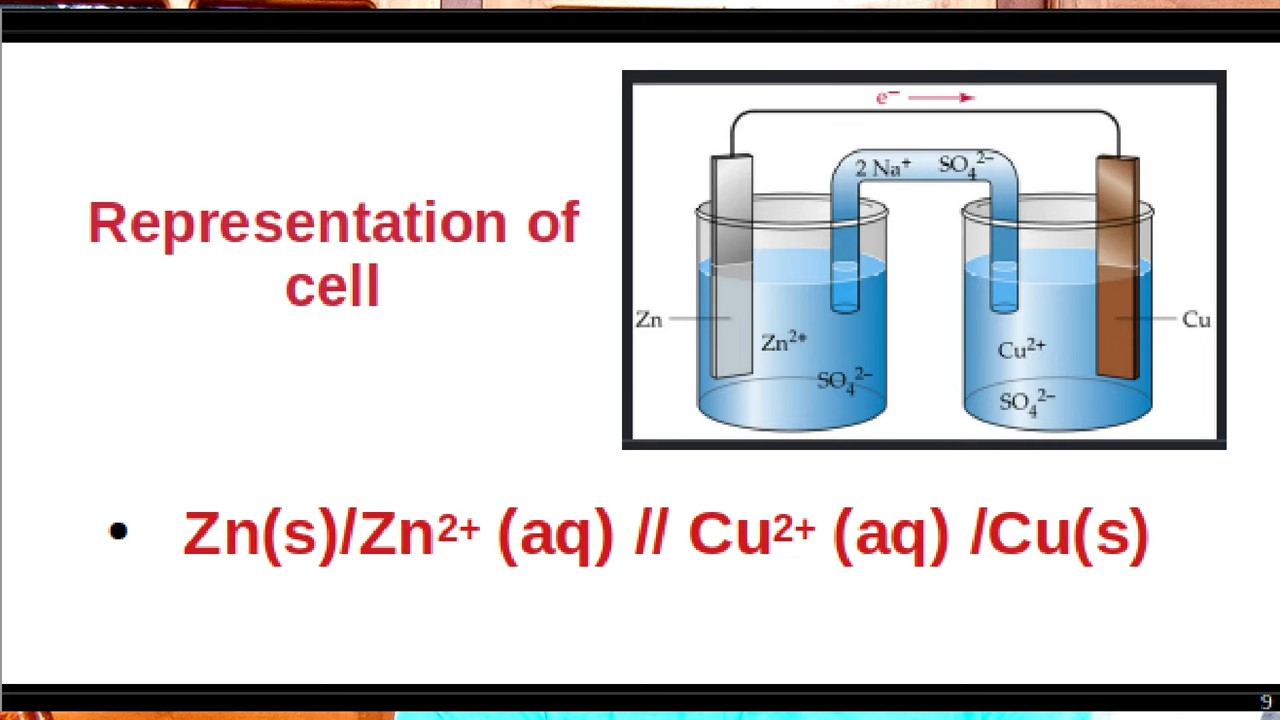 Representation of
cell
e⁻
2 Na⁺ SO₄²⁻
Zn
Zn²⁺
SO₄²⁻
Cu
Cu²⁺
SO₄²⁻
• Zn(s)/Zn²⁺ (aq) // Cu²⁺ (aq) /Cu(s)
9